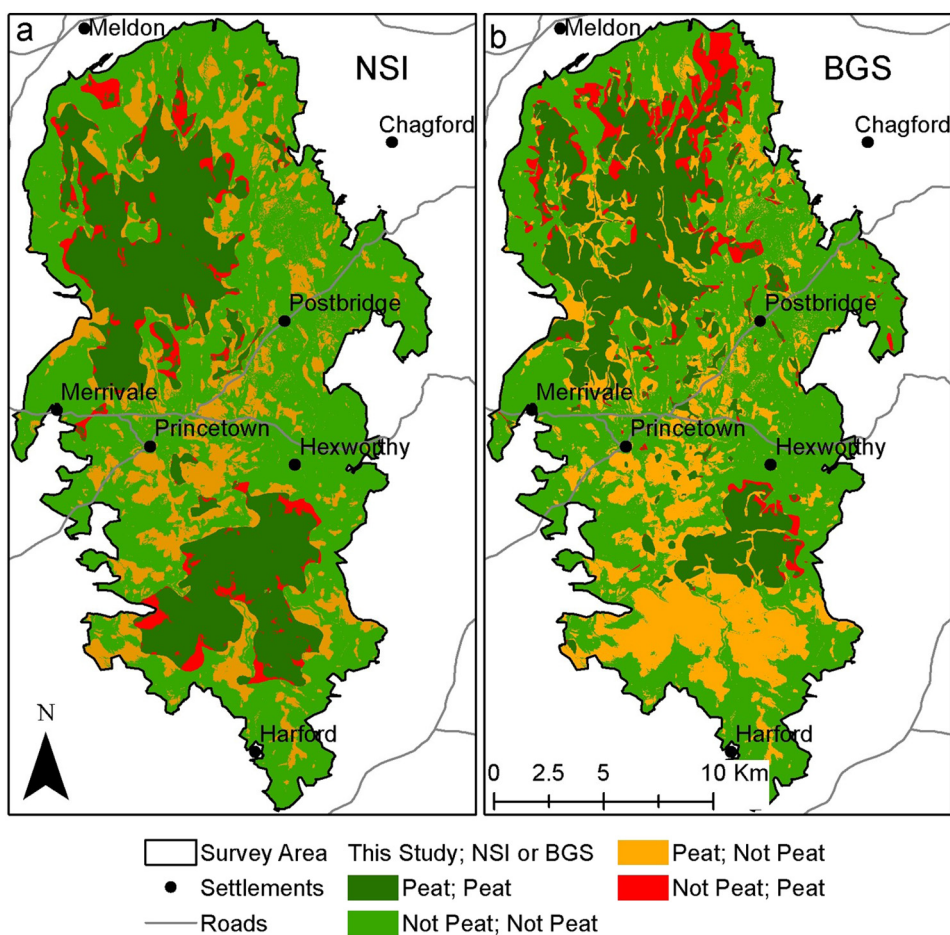 a
Meldon
NSI
Chagford
Postbridge
Merrivale
Princetown
Hexworthy
N
Harford
b
Meldon
BGS
Chagford
Postbridge
Merrivale
Princetown
Hexworthy
Harford
0 2.5 5 10 Km
Survey Area
This Study; NSI or BGS
Peat; Not Peat
Settlements
Peat; Peat
Not Peat; Peat
Roads
Not Peat; Not Peat